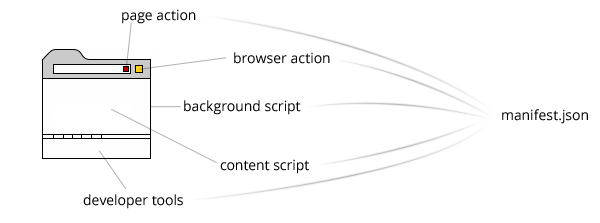 page action
browser action
background script
manifest.json
content script
developer tools